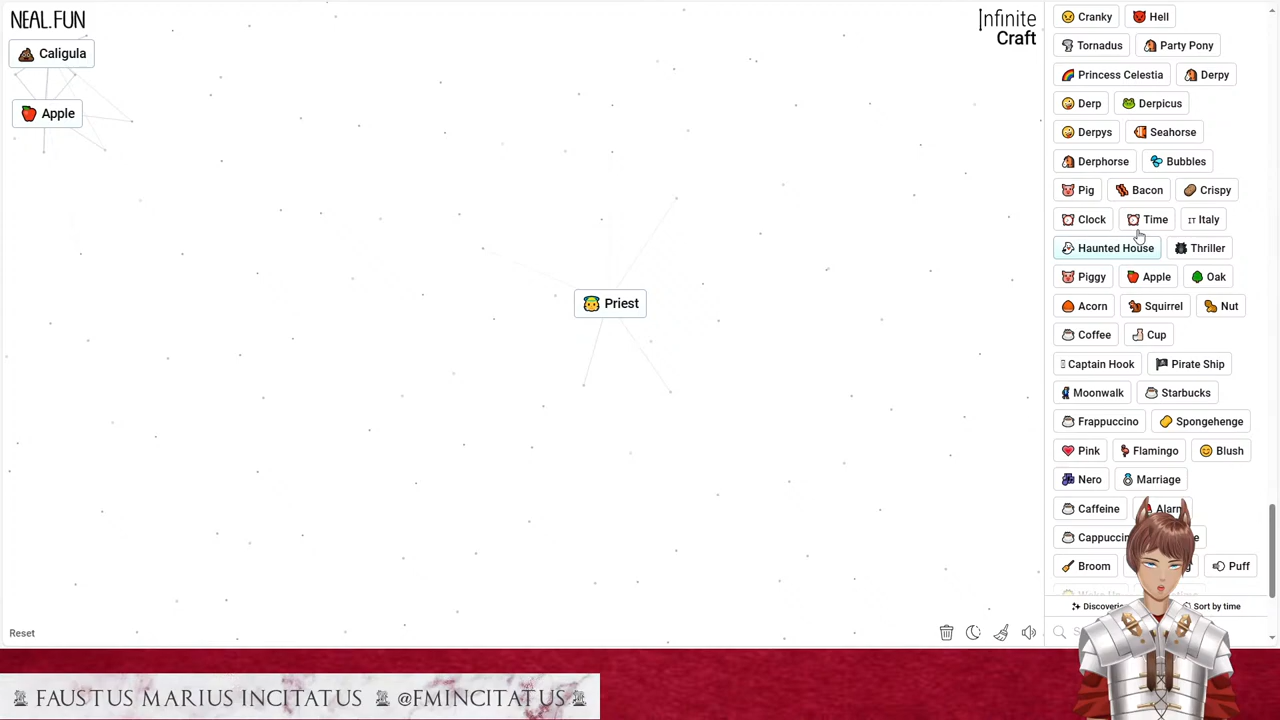 NEAL.FUN
Infinite
Craft
Caligula
Apple
Priest
Reset
Cranky Hell
Tornadus Party Pony
Princess Celestia Derpy
Derp Derpicus
Derpys Seahorse
Derphorse Bubbles
Pig Bacon Crispy
Clock Time IT Italy
Haunted House Thriller
Piggy Apple Oak
Acorn Squirrel Nut
Coffee Cup
Captain Hook Pirate Ship
Moonwalk Starbucks
Frappuccino Spongehenge
Pink Flamingo Blush
Nero Marriage
Caffeine Alarm
Broom Puff
Sort by time
FAUSTUS MARIUS INCITATUS @FMINCITATUS